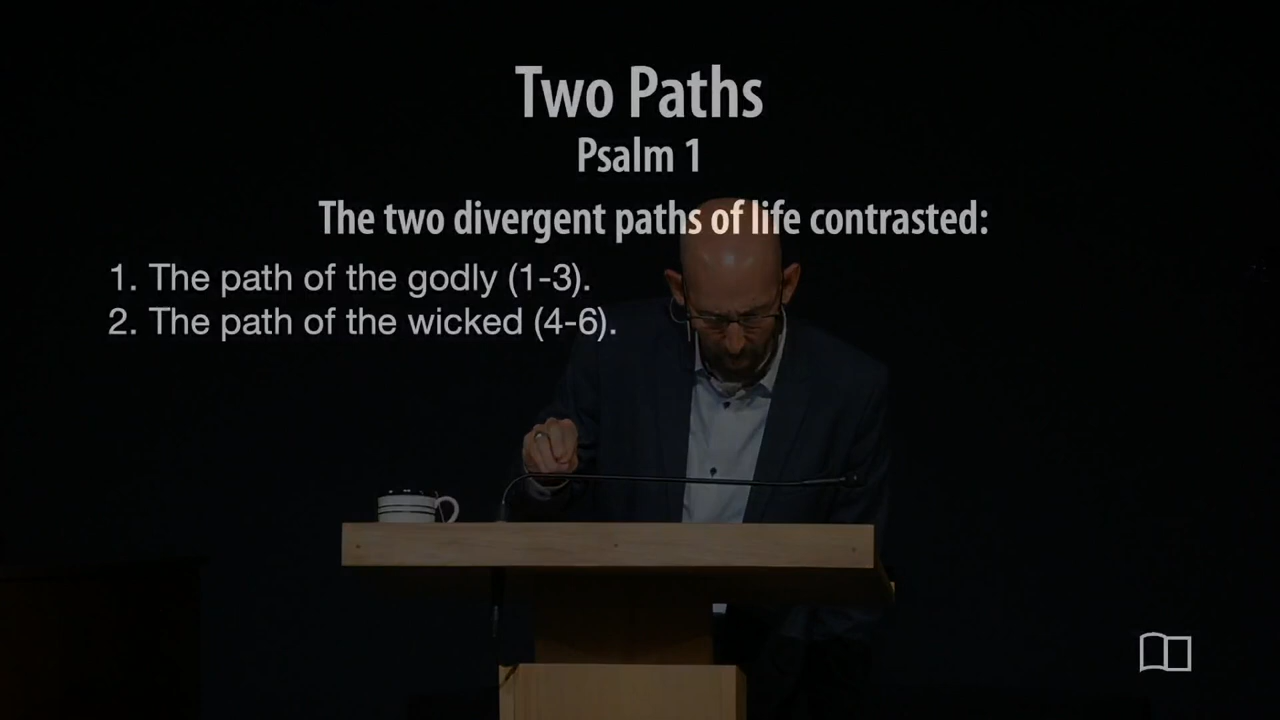 Two Paths
Psalm 1
The two divergent paths of life contrasted:
1. The path of the godly (1-3).
2. The path of the wicked (4-6).